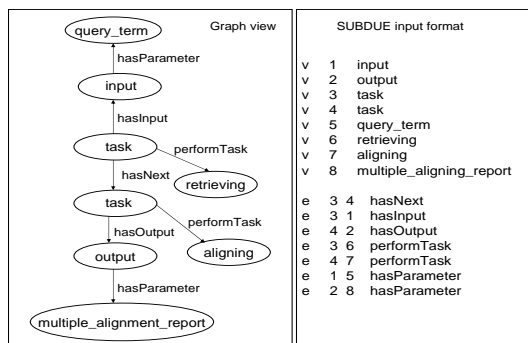 Graph view
query_term
hasParameter
input
hasInput
task
performTask
hasNext
retrieving
task
performTask
hasOutput
aligning
output
hasParameter
multiple_alignment_report
SUBDUE input format
v 1 input
v 2 output
v 3 task
v 4 task
v 5 query_term
v 6 retrieving
v 7 aligning
v 8 multiple_aligning_report
e 3 4 hasNext
e 3 1 hasInput
e 4 2 hasOutput
e 3 6 performTask
e 4 7 performTask
e 1 5 hasParameter
e 2 8 hasParameter